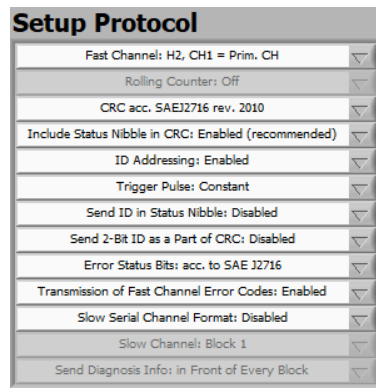 Setup Protocol
Fast Channel: H2, CH1 = Prim. CH
Rolling Counter: Off
CRC acc. SAEJ2716 rev. 2010
Include Status Nibble in CRC: Enabled (recommended)
ID Addressing: Enabled
Trigger Pulse: Constant
Send ID in Status Nibble: Disabled
Send 2-Bit ID as a Part of CRC: Disabled
Error Status Bits: acc. to SAE J2716
Transmission of Fast Channel Error Codes: Enabled
Slow Serial Channel Format: Disabled
Slow Channel: Block 1
Send Diagnosis Info: in Front of Every Block